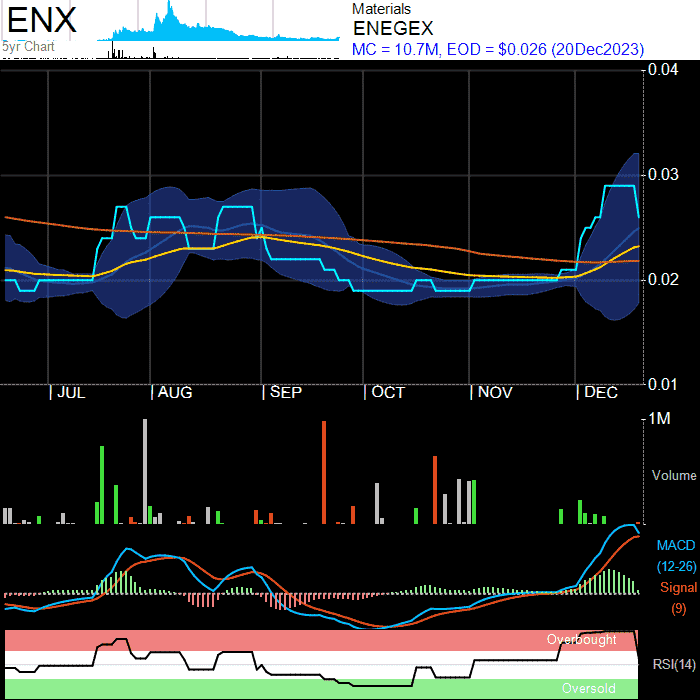 ENX
5yr Chart
Materials
ENEGEX
MC = 10.7M, EOD = $0.026 (20Dec2023)
0.04
0.03
0.02
0.01
| JUL | AUG | SEP | OCT | NOV | DEC
1M
Volume
MACD
(12-26)
Signal
(9)
Overbought
RSI(14)
Oversold